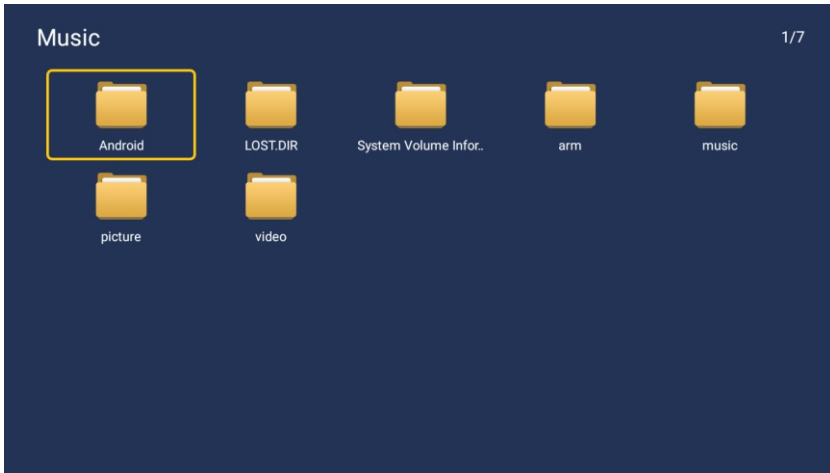 Music
1/7
Android
LOST.DIR
System Volume Infor..
arm
music
picture
video